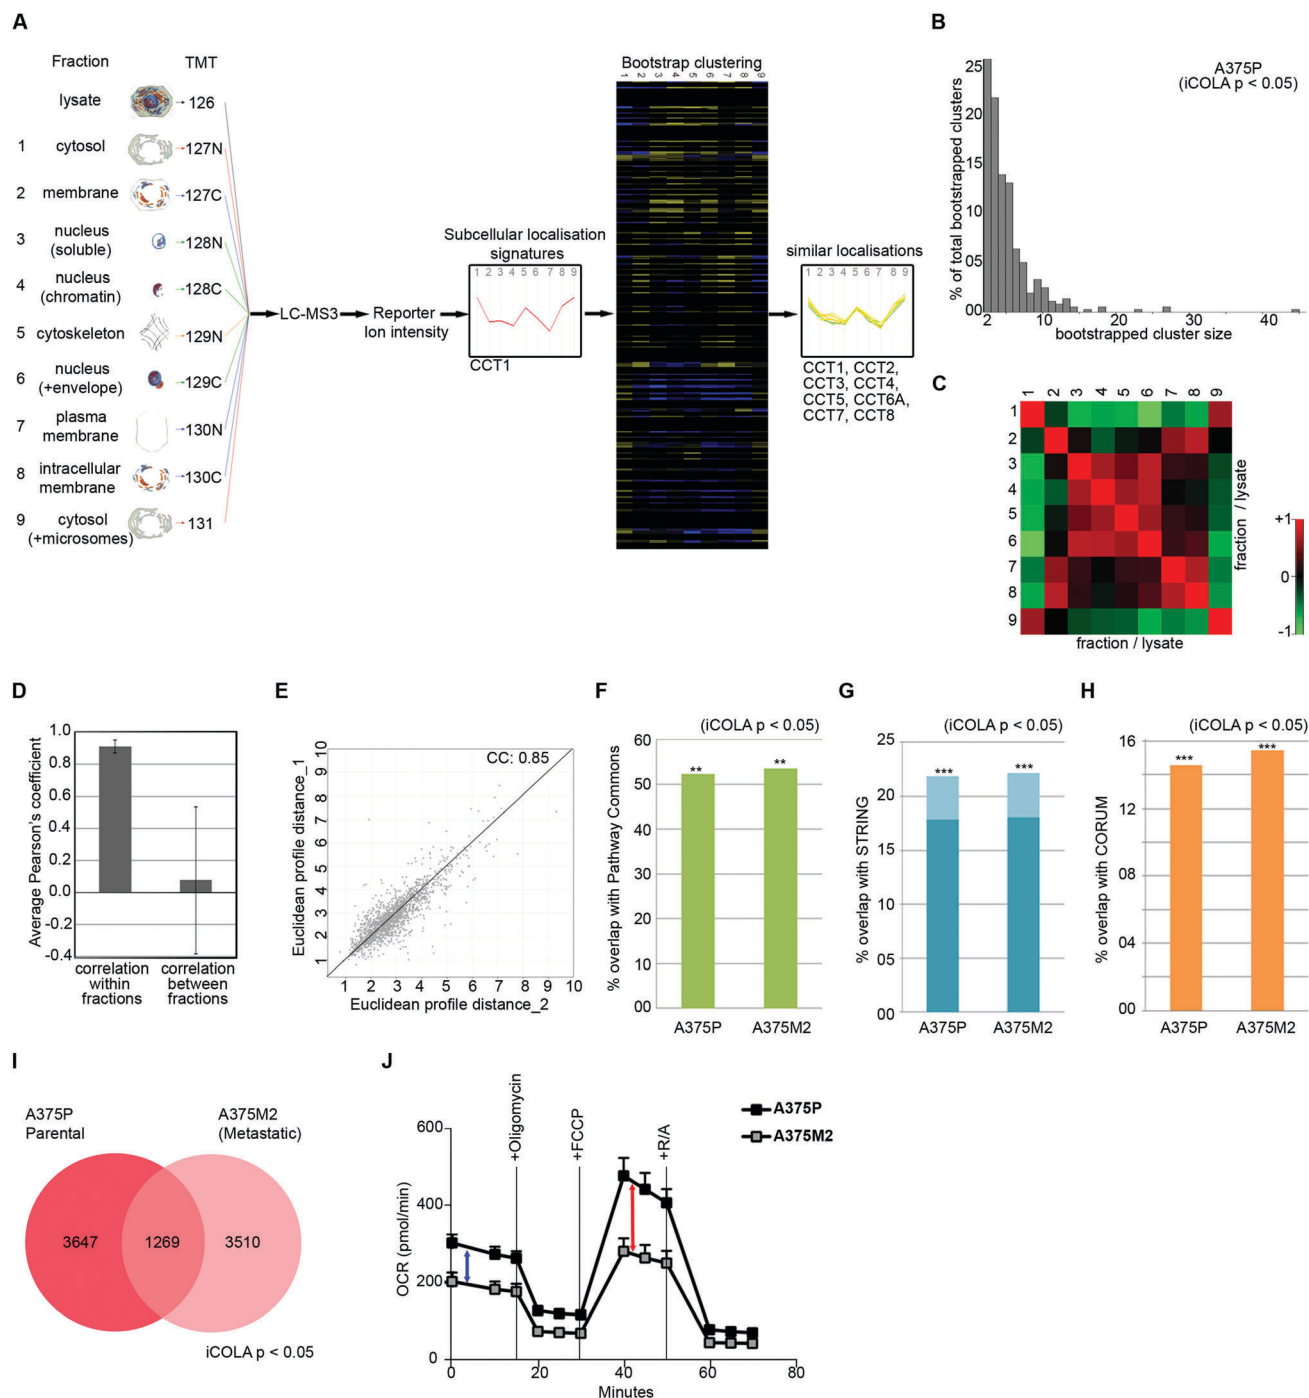 A
Fraction TMT
lysate 126
1 cytosol 127N
2 membrane 127C
3 nucleus (soluble) 128N
4 nucleus (chromatin) 128C
5 cytoskeleton 129N
6 nucleus (+envelope) 129C
7 plasma membrane 130N
8 intracellular membrane 130C
9 cytosol (+microsomes) 131
LC-MS3
Reporter
Ion intensity
Subcellular localisation
signatures
1 2 3 4 5 6 7 8 9
CCT1
Bootstrap clustering
1 2 3 4 5 6 7 8 9
similar localisations
1 2 3 4 5 6 7 8 9
CCT1, CCT2,
CCT3, CCT4,
CCT5, CCT6A,
CCT7, CCT8
B
A375P
(iCOLA p < 0.05)
% of total bootstrapped clusters
25
20
15
10
05
00
2 10 20 30 40
bootstrapped cluster size
C
1 2 3 4 5 6 7 8 9
1
2
3
4
5
6
7
8
9
fraction / lysate
fraction / lysate
+1
0
-1
D
Average Pearson's coefficient
1.0
0.8
0.6
0.4
0.2
0.0
-0.2
-0.4
correlation
within
fractions
correlation
between
fractions
E
CC: 0.85
Euclidean profile distance_1
10
9
8
7
6
5
4
3
2
1
1 2 3 4 5 6 7 8 9 10
Euclidean profile distance_2
F
(iCOLA p < 0.05)
% overlap with Pathway Commons
60
50
40
30
20
10
00
** **
A375P A375M2
G
(iCOLA p < 0.05)
% overlap with STRING
25
20
15
10
05
00
*** ***
A375P A375M2
H
(iCOLA p < 0.05)
% overlap with CORUM
16
12
08
04
00
*** ***
A375P A375M2
I
A375P
Parental
A375M2
(Metastatic)
3647 1269 3510
iCOLA p < 0.05
J
+Oligomycin
+FCCP
+R/A
A375P
A375M2
OCR (pmol/min)
600
400
200
0
0 20 40 60 80
Minutes